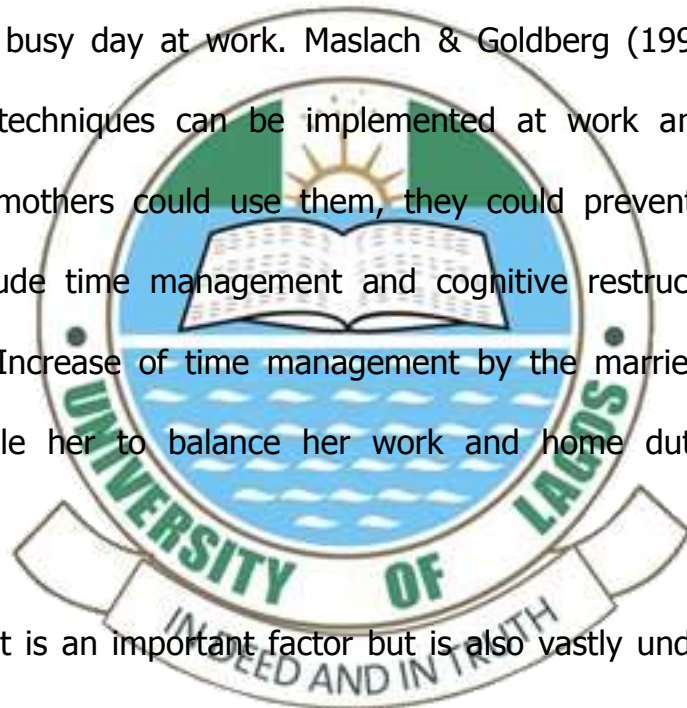 busy day at work. Maslach & Goldberg (199
techniques can be implemented at work ar
mothers could use them, they could prevent
ude time management and cognitive restruc
Increase of time management by the marrie
le her to balance her work and home dut
UNIVERSITY OF LAGOS
t is an important factor but is also vastly und
IN DEED AND IN TRUTH